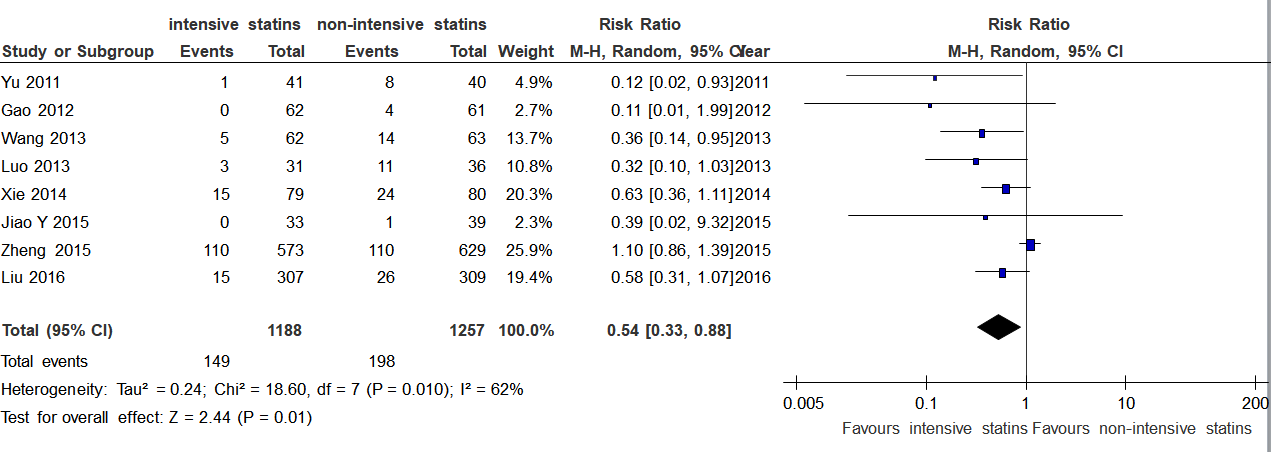 intensive statins non-intensive statins Risk Ratio Risk Ratio
Study or Subgroup Events Total Events Total Weight M-H, Random, 95% CI Year M-H, Random, 95% CI
Yu 2011 1 41 8 40 4.9% 0.12 [0.02, 0.93] 2011
Gao 2012 0 62 4 61 2.7% 0.11 [0.01, 1.99] 2012
Wang 2013 5 62 14 63 13.7% 0.36 [0.14, 0.95] 2013
Luo 2013 3 31 11 36 10.8% 0.32 [0.10, 1.03] 2013
Xie 2014 15 79 24 80 20.3% 0.63 [0.36, 1.11] 2014
Jiao Y 2015 0 33 1 39 2.3% 0.39 [0.02, 9.32] 2015
Zheng 2015 110 573 110 629 25.9% 1.10 [0.86, 1.39] 2015
Liu 2016 15 307 26 309 19.4% 0.58 [0.31, 1.07] 2016
Total (95% CI) 1188 1257 100.0% 0.54 [0.33, 0.88]
Total events 149 198
Heterogeneity: Tau² = 0.24; Chi² = 18.60, df = 7 (P = 0.010); I² = 62%
Test for overall effect: Z = 2.44 (P = 0.01)
0.005 0.1 1 10 200
Favours intensive statins Favours non-intensive statins